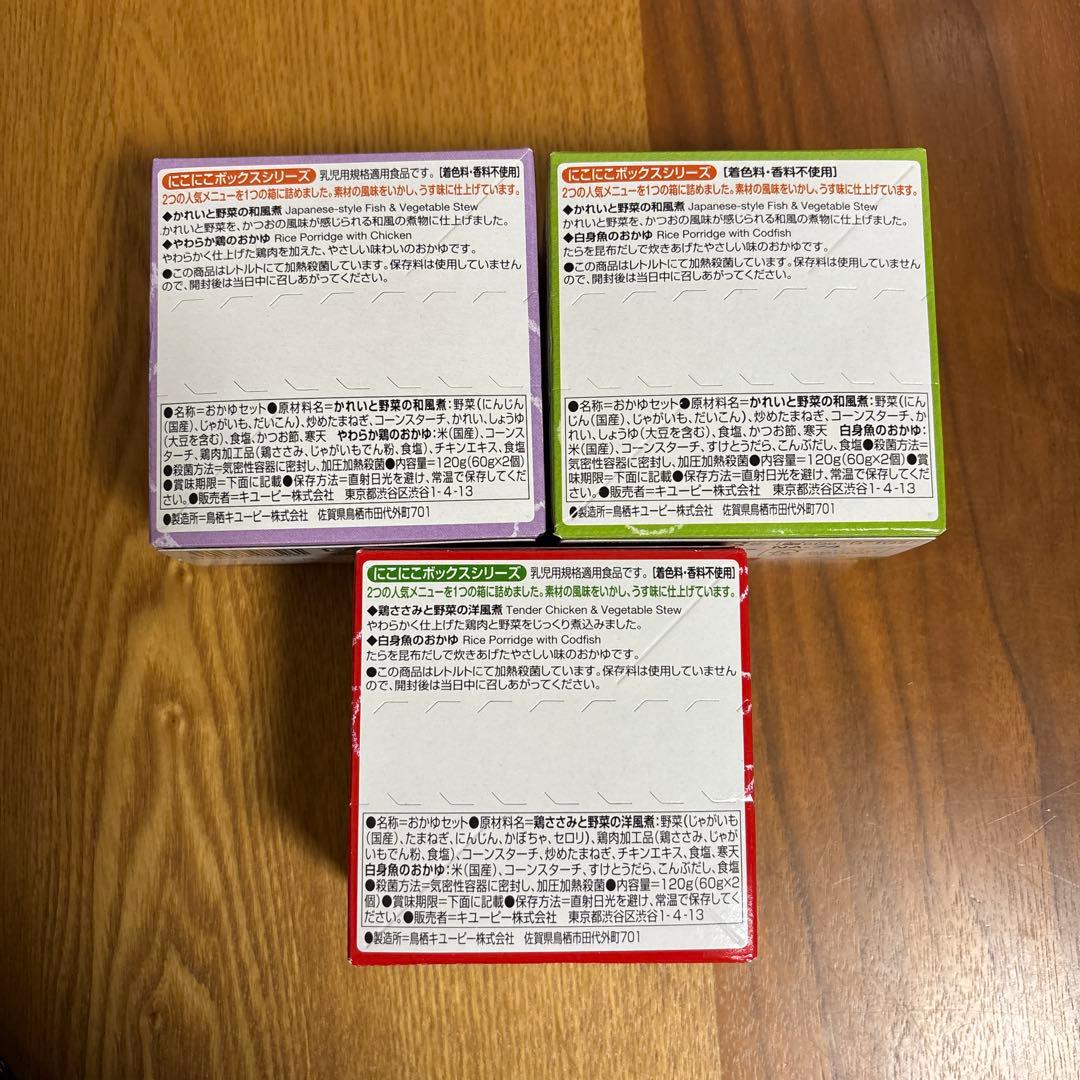 にこにこボックスシリーズ 乳児用規格適用食品です。[着色料・香料不使用]
2つの人気メニューを1つの箱に詰めました。素材の風味をいかし、うす味に仕上げています。
◆かれいと野菜の和風煮 Japanese-style Fish & Vegetable Stew
かれいと野菜を、かつおの風味が感じられる和風の煮物に仕上げました。
◆やわらか鶏のおかゆ Rice Porridge with Chicken
やわらかく仕上げた鶏肉を加えた、やさしい味わいのおかゆです。
●この商品はレトルトにて加熱殺菌しています。保存料は使用していません
ので、開封後は当日中に召しあがってください。
●名称=おかゆセット●原材料名=かれいと野菜の和風煮:野菜(にんじん
(国産)、じゃがいも、だいこん)、炒めたまねぎ、コーンスターチ、かれい、しょうゆ
(大豆を含む)、食塩、かつお節、寒天 やわらか鶏のおかゆ:米(国産)、コーンス
ターチ、鶏肉加工品(鶏ささみ、じゃがいもでん粉、食塩)、チキンエキス、食塩
●殺菌方法=気密性容器に密封し、加圧加熱殺菌●内容量=120g(60g×2個)
●賞味期限=下面に記載●保存方法=直射日光を避け、常温で保存してくださ
い。●販売者=キユーピー株式会社 東京都渋谷区渋谷1-4-13
●製造所=鳥栖キユーピー株式会社 佐賀県鳥栖市田代外町701
にこにこボックスシリーズ [着色料・香料不使用]
2つの人気メニューを1つの箱に詰めました。素材の風味をいかし、うす味に仕上げています。
◆かれいと野菜の和風煮 Japanese-style Fish & Vegetable Stew
かれいと野菜を、かつおの風味が感じられる和風の煮物に仕上げました。
◆白身魚のおかゆ Rice Porridge with Codfish
たらを昆布だしで炊きあげたやさしい味のおかゆです。
●この商品はレトルトにて加熱殺菌しています。保存料は使用していません
ので、開封後は当日中に召しあがってください。
●名称=おかゆセット●原材料名=かれいと野菜の和風煮:野菜(にん
じん(国産)、じゃがいも、だいこん)、炒めたまねぎ、コーンスターチ、
かれい、しょうゆ(大豆を含む)、食塩、かつお節、寒天 白身魚のおかゆ:
米(国産)、コーンスターチ、すけとうだら、こんぶだし、食塩●殺菌方法=
気密性容器に密封し、加圧加熱殺菌●内容量=120g(60g×2個)●賞
味期限=下面に記載●保存方法=直射日光を避け、常温で保存してくだ
さい。●販売者=キユーピー株式会社 東京都渋谷区渋谷1-4-13
●製造所=鳥栖キユーピー株式会社 佐賀県鳥栖市田代外町701
にこにこボックスシリーズ 乳児用規格適用食品です。[着色料・香料不使用]
2つの人気メニューを1つの箱に詰めました。素材の風味をいかし、うす味に仕上げています。
◆鶏ささみと野菜の洋風煮 Tender Chicken & Vegetable Stew
やわらかく仕上げた鶏肉と野菜をじっくり煮込みました。
◆白身魚のおかゆ Rice Porridge with Codfish
たらを昆布だしで炊きあげたやさしい味のおかゆです。
●この商品はレトルトにて加熱殺菌しています。保存料は使用していません
ので、開封後は当日中に召しあがってください。
●名称=おかゆセット●原材料名=鶏ささみと野菜の洋風煮:野菜(じゃがいも
(国産)、たまねぎ、にんじん、かぼちゃ、セロリ)、鶏肉加工品(鶏ささみ、じゃが
いもでん粉、食塩)、コーンスターチ、炒めたまねぎ、チキンエキス、食塩、寒天
白身魚のおかゆ:米(国産)、コーンスターチ、すけとうだら、こんぶだし、食塩
●殺菌方法=気密性容器に密封し、加圧加熱殺菌●内容量=120g(60g×2
個)●賞味期限=下面に記載●保存方法=直射日光を避け、常温で保存してく
ださい。●販売者=キユーピー株式会社 東京都渋谷区渋谷1-4-13
●製造所=鳥栖キユーピー株式会社 佐賀県鳥栖市田代外町701